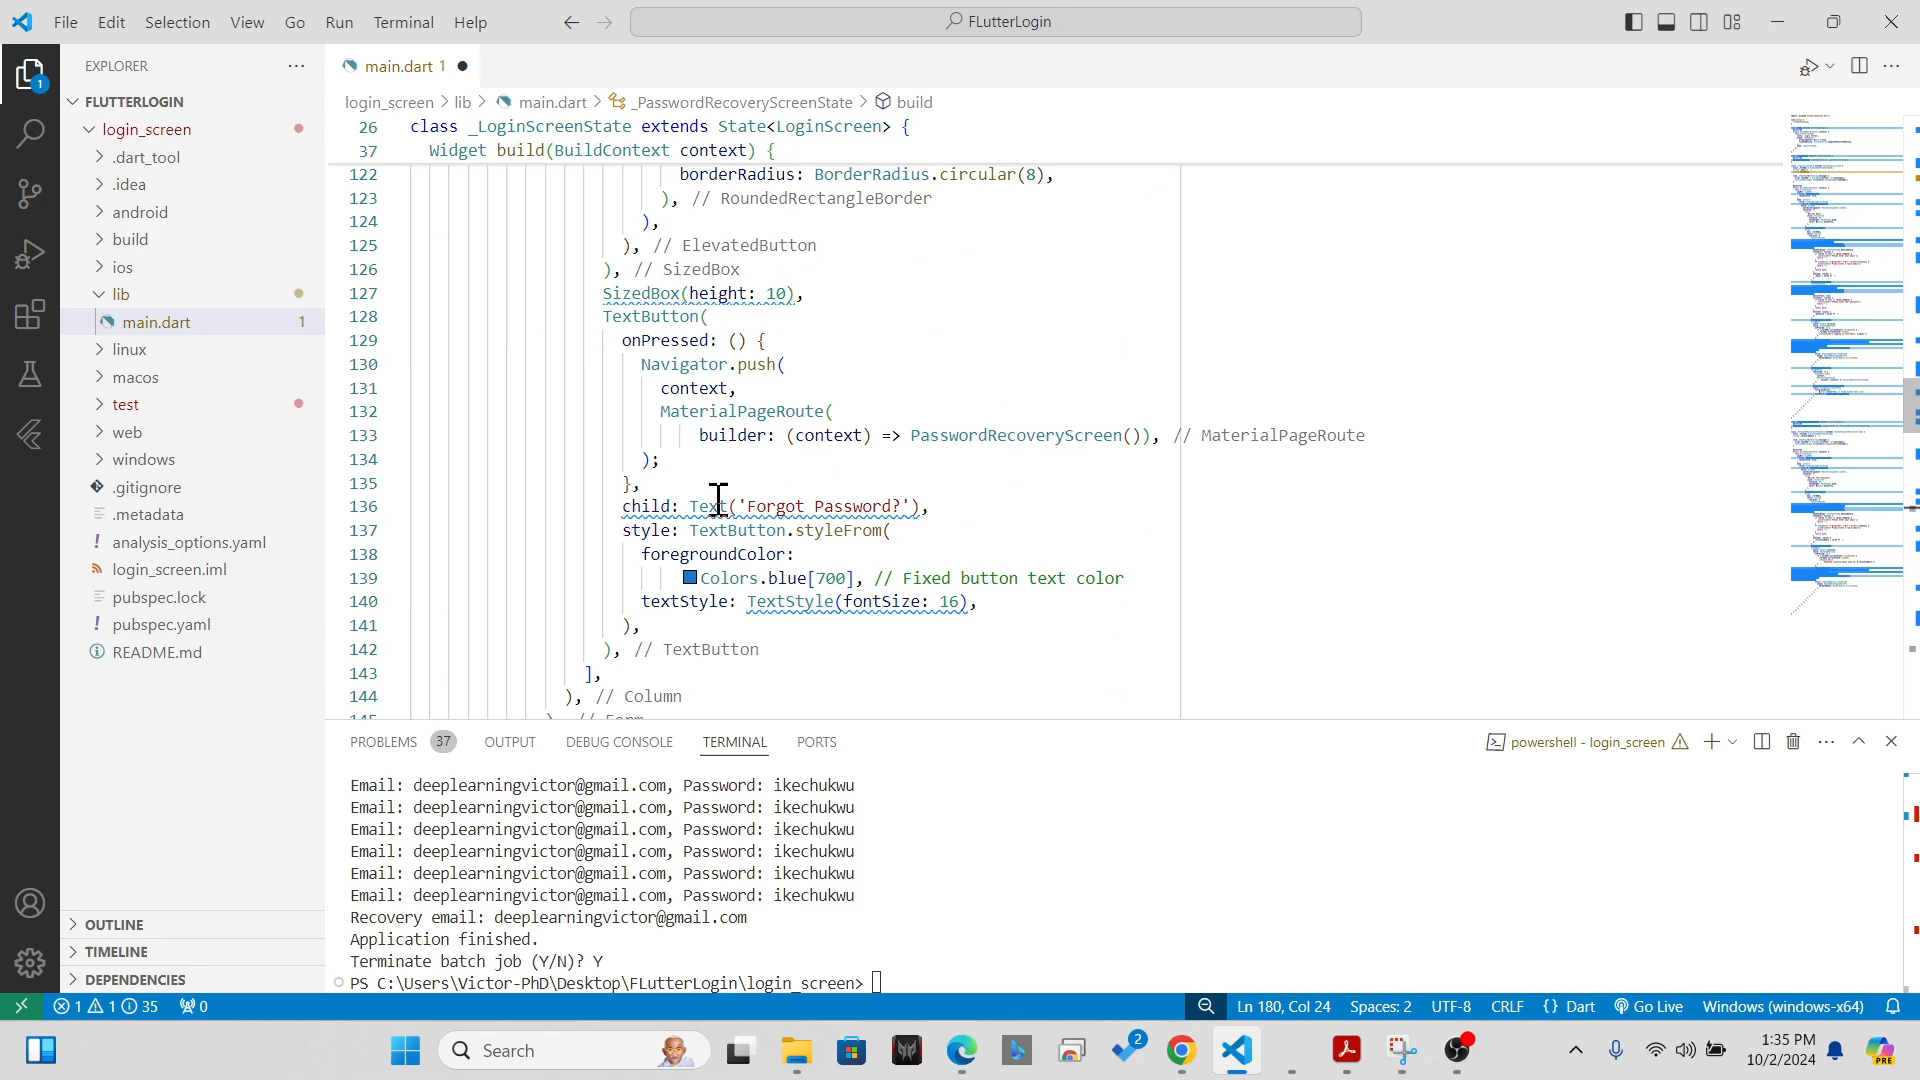 File Edit Selection View Go Run Terminal Help
FLutterLogin
EXPLORER
main.dart 1
FLUTTERLOGIN
login_screen
.dart_tool
.idea
android
build
ios
lib
main.dart 1
linux
macos
test
web
windows
.gitignore
.metadata
analysis_options.yaml
login_screen.iml
pubspec.lock
pubspec.yaml
README.md
OUTLINE
TIMELINE
DEPENDENCIES
1
login_screen > lib > main.dart > _PasswordRecoveryScreenState > build
26 class _LoginScreenState extends State<LoginScreen> {
37 Widget build(BuildContext context) {
122 borderRadius: BorderRadius.circular(8),
123 ), // RoundedRectangleBorder
124 ),
125 ), // ElevatedButton
126 ), // SizedBox
127 SizedBox(height: 10),
128 TextButton(
129 onPressed: () {
130 Navigator.push(
131 context,
132 MaterialPageRoute(
133 builder: (context) => PasswordRecoveryScreen()), // MaterialPageRoute
134 );
135 },
136 child: Text('Forgot Password?'),
137 style: TextButton.styleFrom(
138 foregroundColor:
139 Colors.blue[700], // Fixed button text color
140 textStyle: TextStyle(fontSize: 16),
141 ),
142 ), // TextButton
143 ],
144 ), // Column
145 ), // Form
PROBLEMS 37 OUTPUT DEBUG CONSOLE TERMINAL PORTS
powershell - login_screen
Email: deeplearningvictor@gmail.com, Password: ikechukwu
Email: deeplearningvictor@gmail.com, Password: ikechukwu
Email: deeplearningvictor@gmail.com, Password: ikechukwu
Email: deeplearningvictor@gmail.com, Password: ikechukwu
Email: deeplearningvictor@gmail.com, Password: ikechukwu
Email: deeplearningvictor@gmail.com, Password: ikechukwu
Recovery email: deeplearningvictor@gmail.com
Application finished.
Terminate batch job (Y/N)? Y
PS C:\Users\Victor-PhD\Desktop\FLutterLogin\login_screen>
1 1 35 0
Ln 180, Col 24 Spaces: 2 UTF-8 CRLF {} Dart Go Live Windows (windows-x64)
Search
2
1:35 PM
10/2/2024
PRE